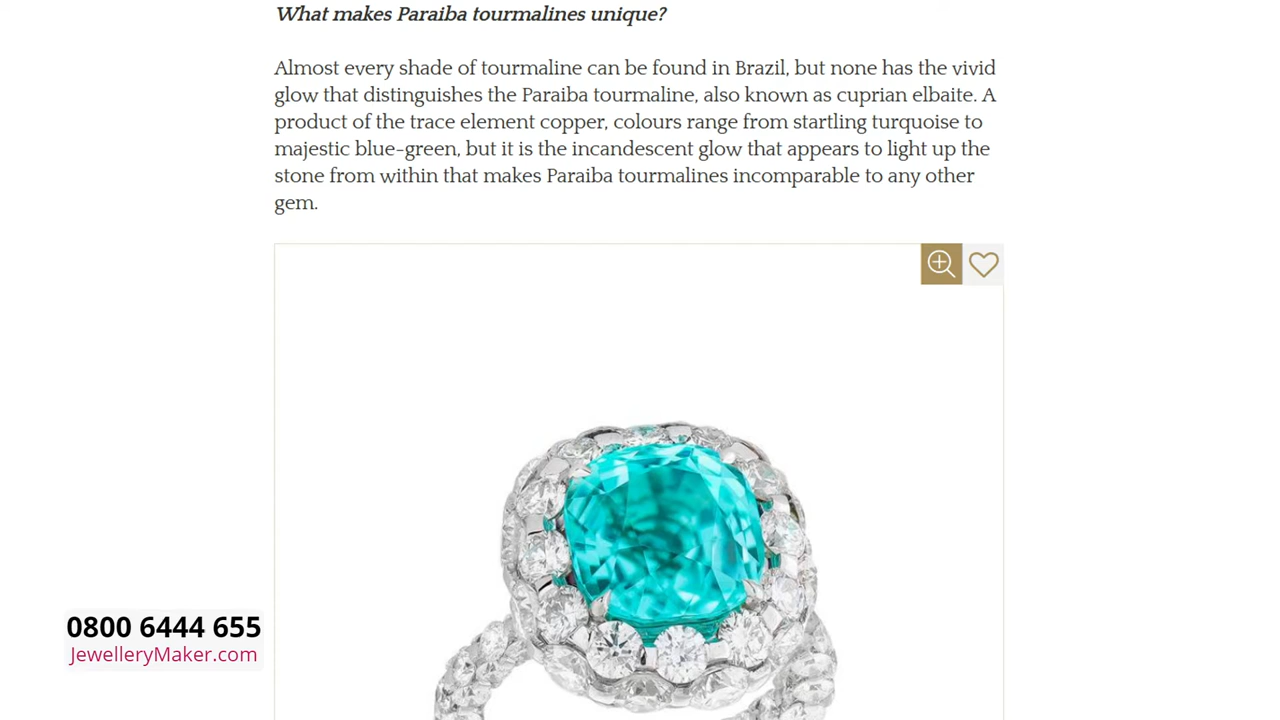 What makes Paraiba tourmalines unique?
Almost every shade of tourmaline can be found in Brazil, but none has the vivid
glow that distinguishes the Paraiba tourmaline, also known as cuprian elbaite. A
product of the trace element copper, colours range from startling turquoise to
majestic blue-green, but it is the incandescent glow that appears to light up the
stone from within that makes Paraiba tourmalines incomparable to any other
gem.
0800 6444 655
JewelleryMaker.com